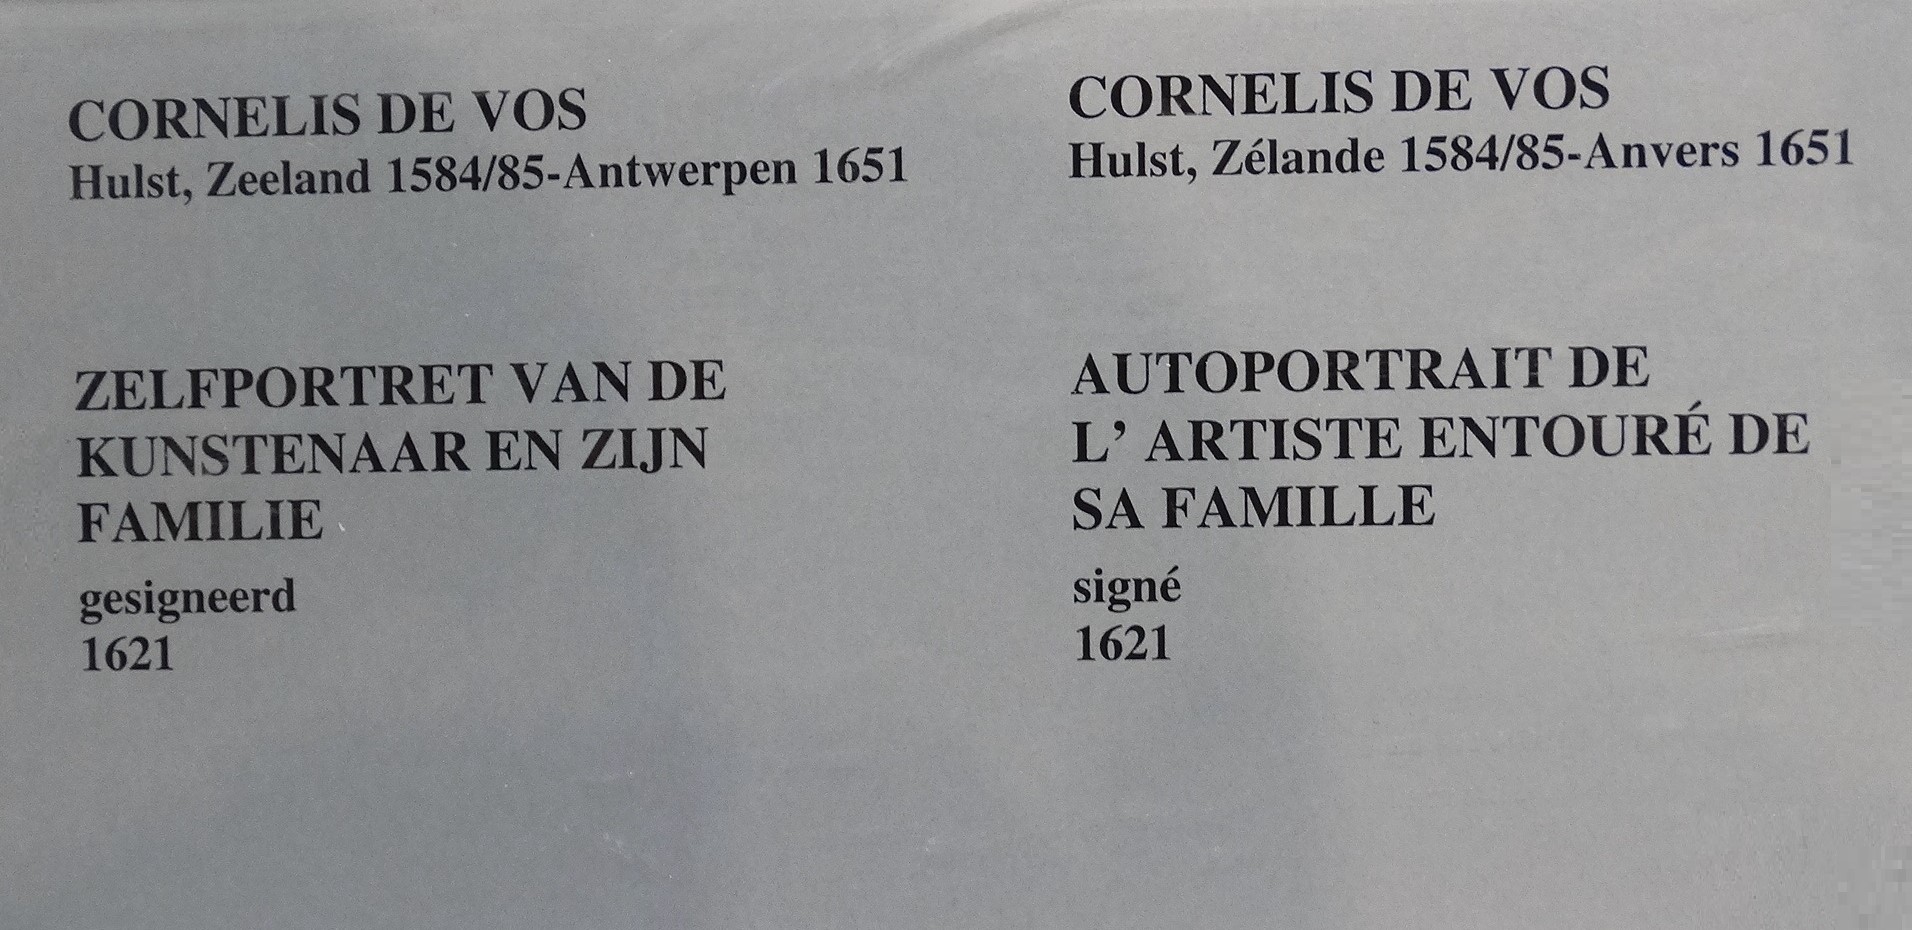 CORNELIS DE VOS
Hulst, Zeeland 1584/85-Antwerpen 1651
ZELFPORTRET VAN DE
KUNSTENAAR EN ZIJN
FAMILIE
gesigneerd
1621
CORNELIS DE VOS
Hulst, Zélande 1584/85-Anvers 1651
AUTOPORTRAIT DE
L’ ARTISTE ENTOURÉ DE
SA FAMILLE
signé
1621